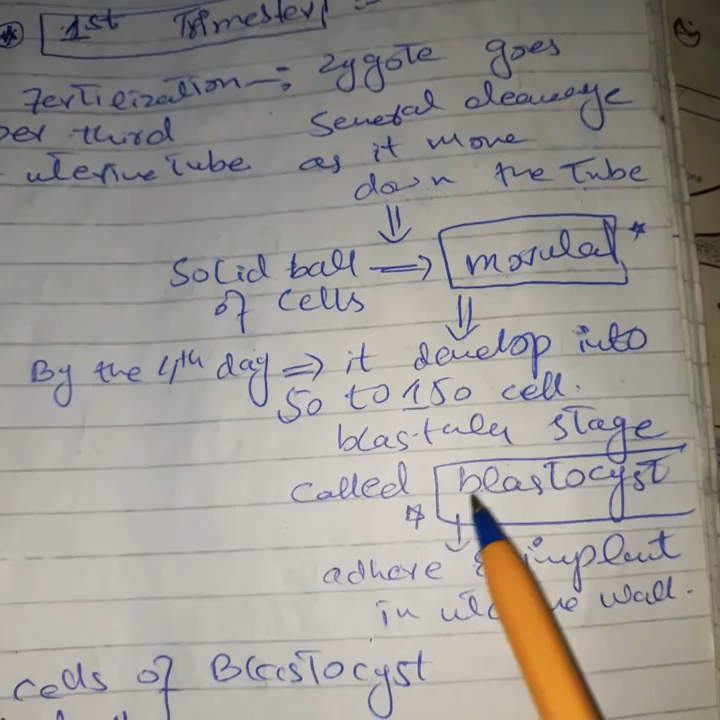 1st Trimester
Fertilization :- zygote goes
per third several cleavage
uterine Tube as it move
down the Tube
Solid ball ⇒ morula
of cells
By the 4th day ⇒ it develop into
50 to 150 cell.
blastula stage
called blastocyst
adhere & implant
in wall.
cells of Blastocyst